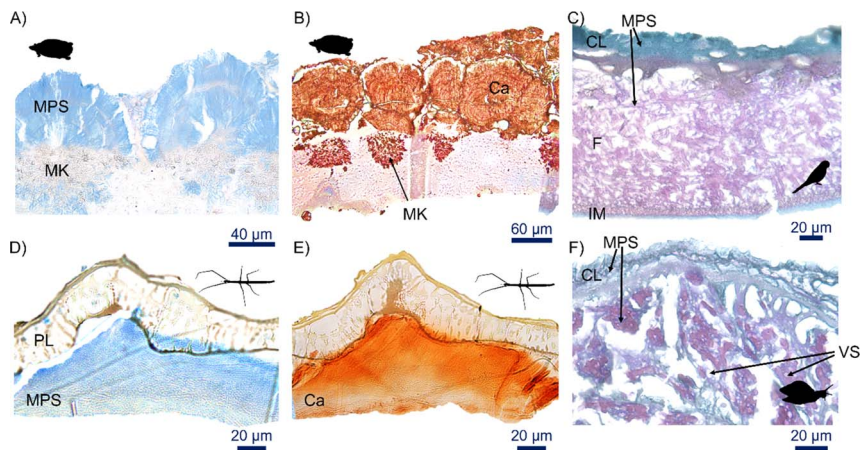 A)
MPS
MK
40 µm
B)
Ca
MK
60 µm
C)
MPS
CL
F
IM
20 µm
D)
PL
MPS
20 µm
E)
Ca
20 µm
F)
MPS
CL
VS
20 µm